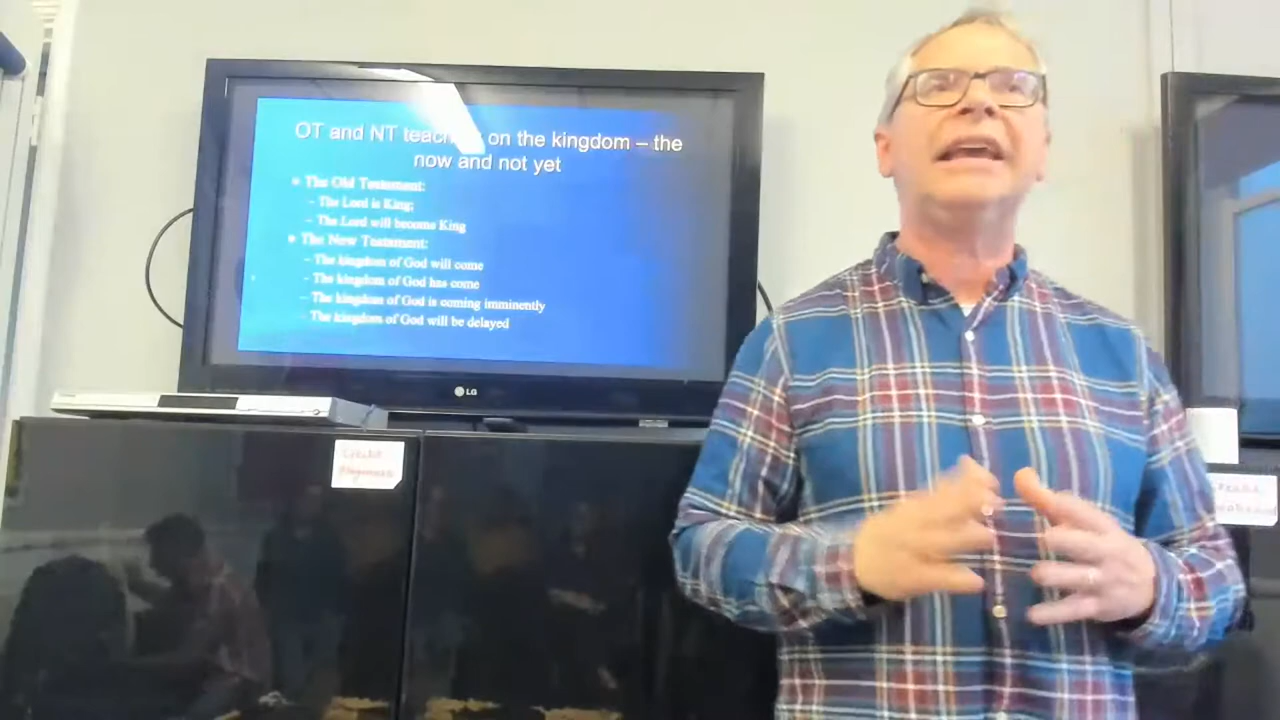 OT and NT on the kingdom – the
now and not yet
• The Old Testament:
– The Lord is King;
– The Lord will become King
• The New Testament:
– The kingdom of God will come
– The kingdom of God has come
– The kingdom of God is coming imminently
– The kingdom of God will be delayed
LG